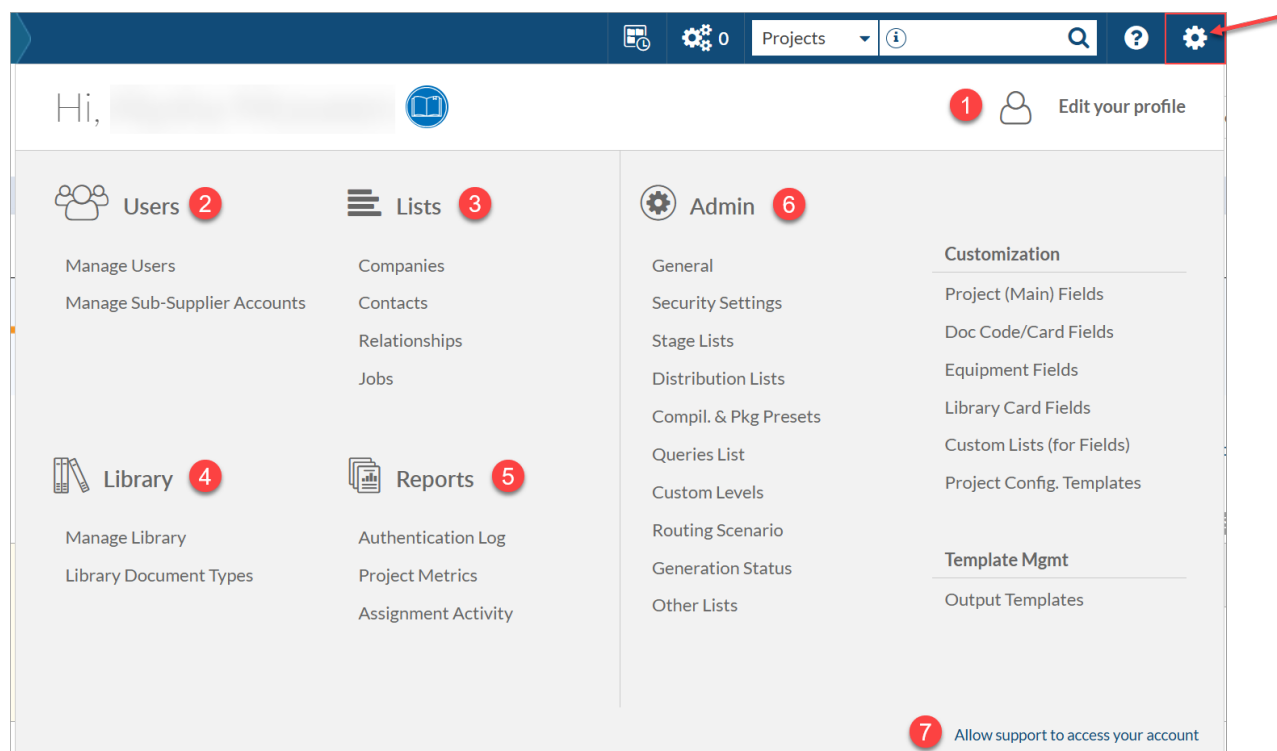 0 Projects
Hi,
1 Edit your profile
Users 2
Manage Users
Manage Sub-Supplier Accounts
Lists 3
Companies
Contacts
Relationships
Jobs
Library 4
Manage Library
Library Document Types
Reports 5
Authentication Log
Project Metrics
Assignment Activity
Admin 6
General
Security Settings
Stage Lists
Distribution Lists
Compil. & Pkg Presets
Queries List
Custom Levels
Routing Scenario
Generation Status
Other Lists
Customization
Project (Main) Fields
Doc Code/Card Fields
Equipment Fields
Library Card Fields
Custom Lists (for Fields)
Project Config. Templates
Template Mgmt
Output Templates
7 Allow support to access your account